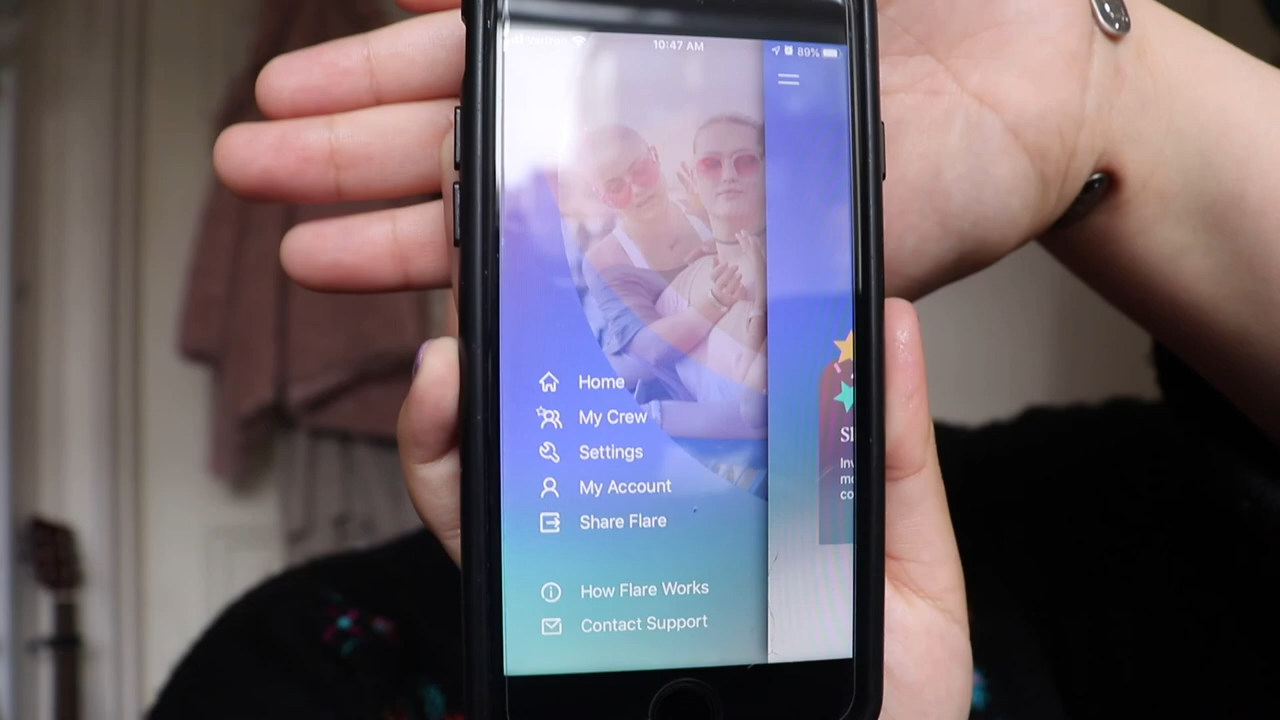 10:47 AM
89%
Home
My Crew
Settings
My Account
Share Flare
How Flare Works
Contact Support